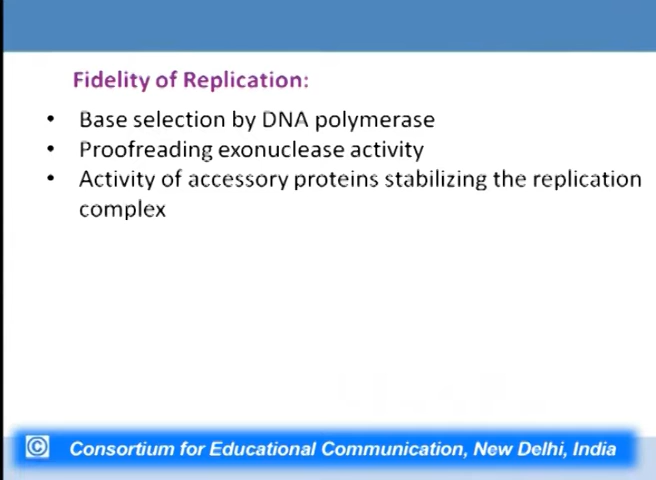 Fidelity of Replication:
• Base selection by DNA polymerase
• Proofreading exonuclease activity
• Activity of accessory proteins stabilizing the replication
complex
© Consortium for Educational Communication, New Delhi, India